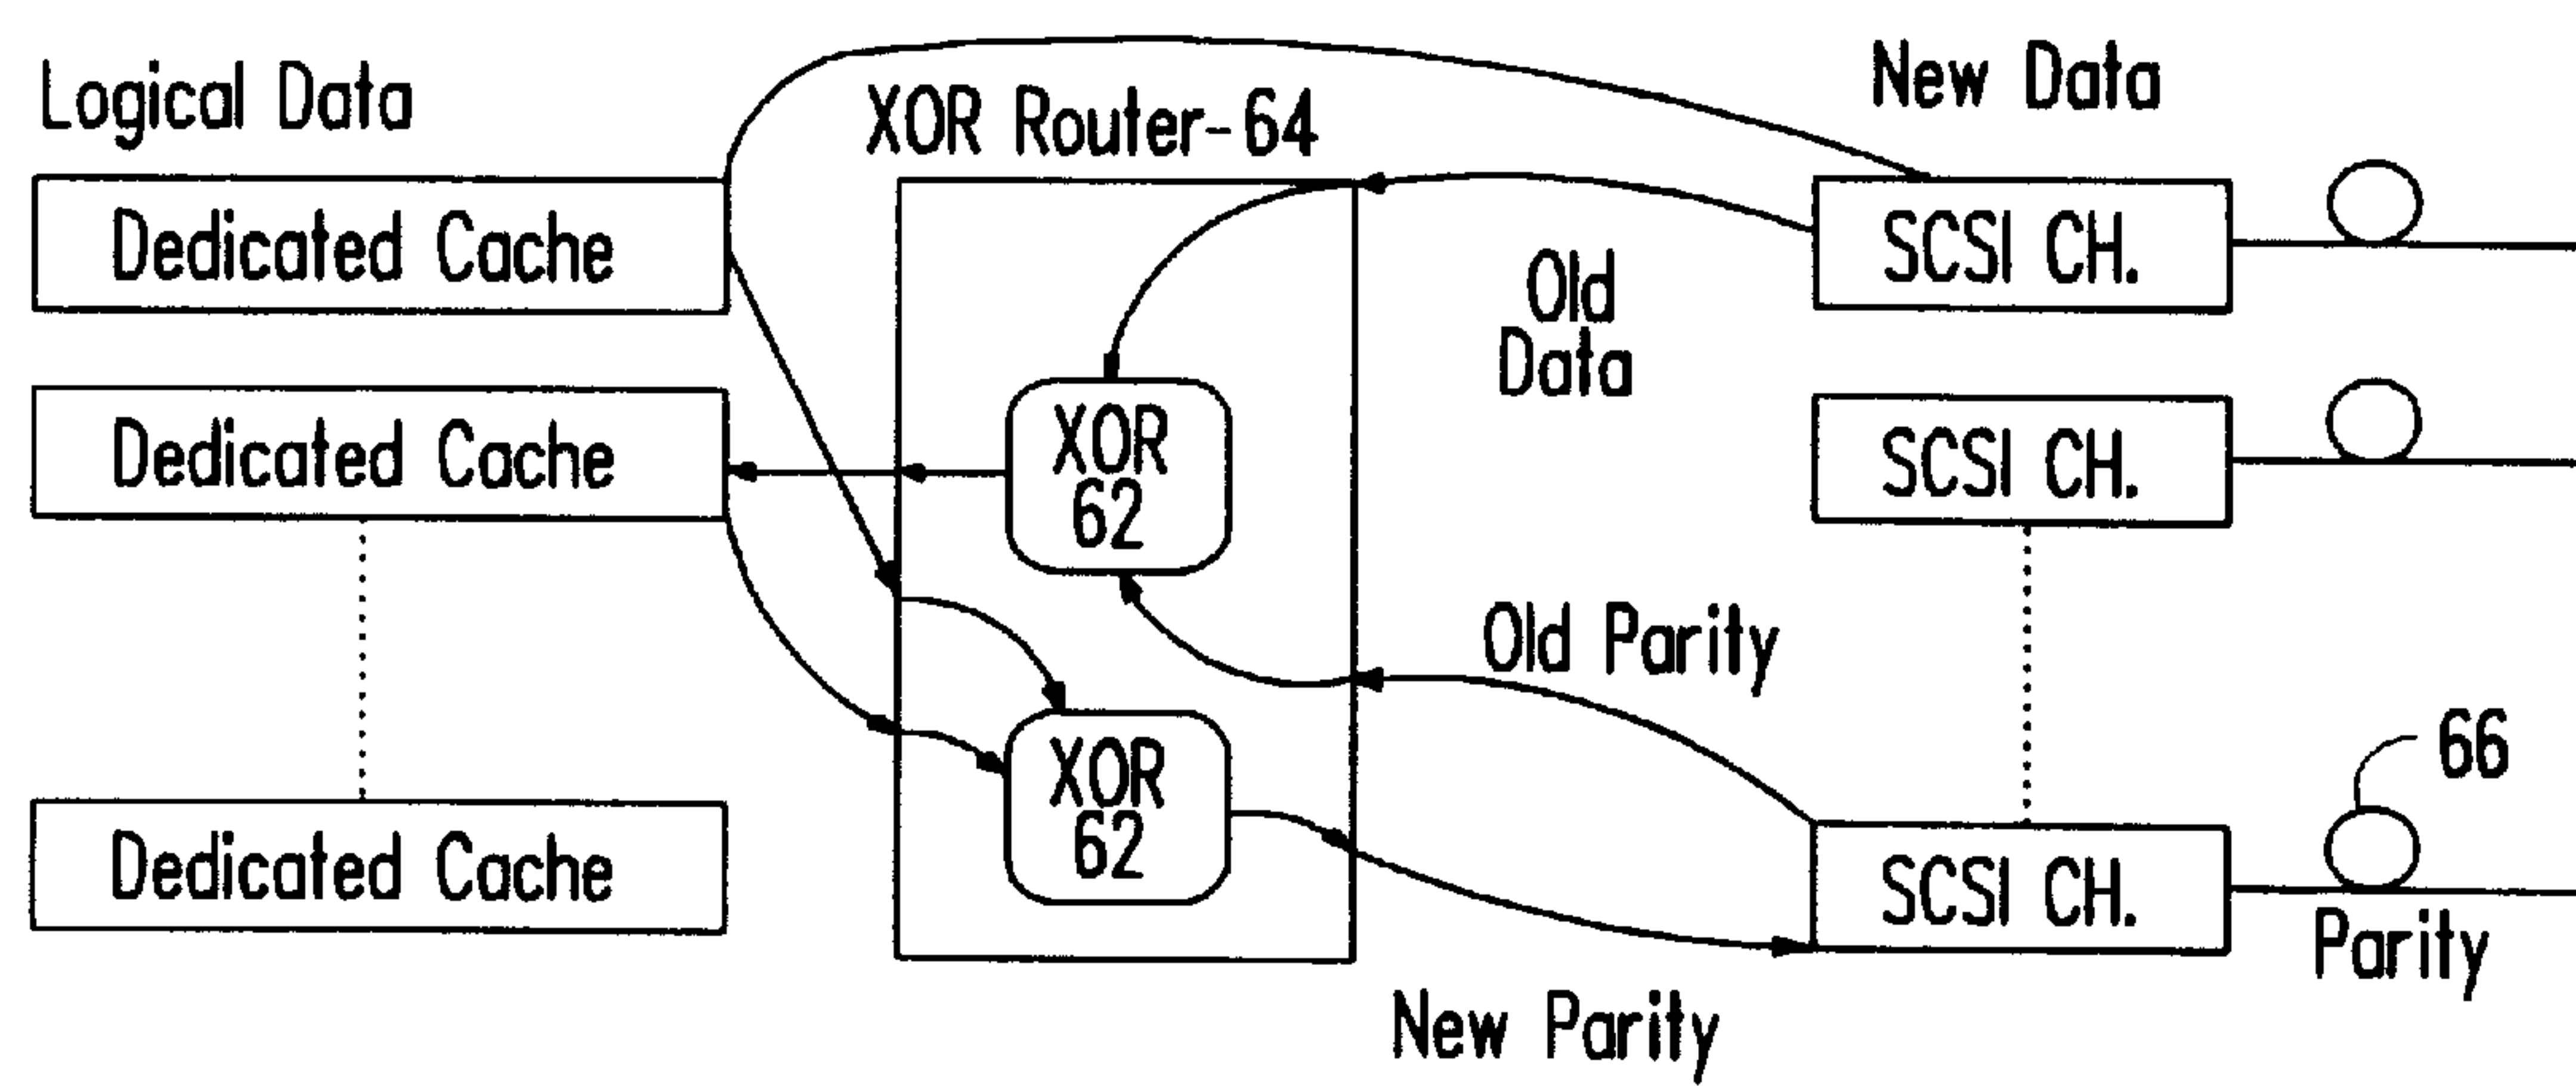 Logical Data
XOR Router-64
New Data
Dedicated Cache
SCSI CH.
Old
Data
Dedicated Cache
XOR
62
SCSI CH.
Old Parity
66
XOR
62
Dedicated Cache
SCSI CH.
Parity
New Parity